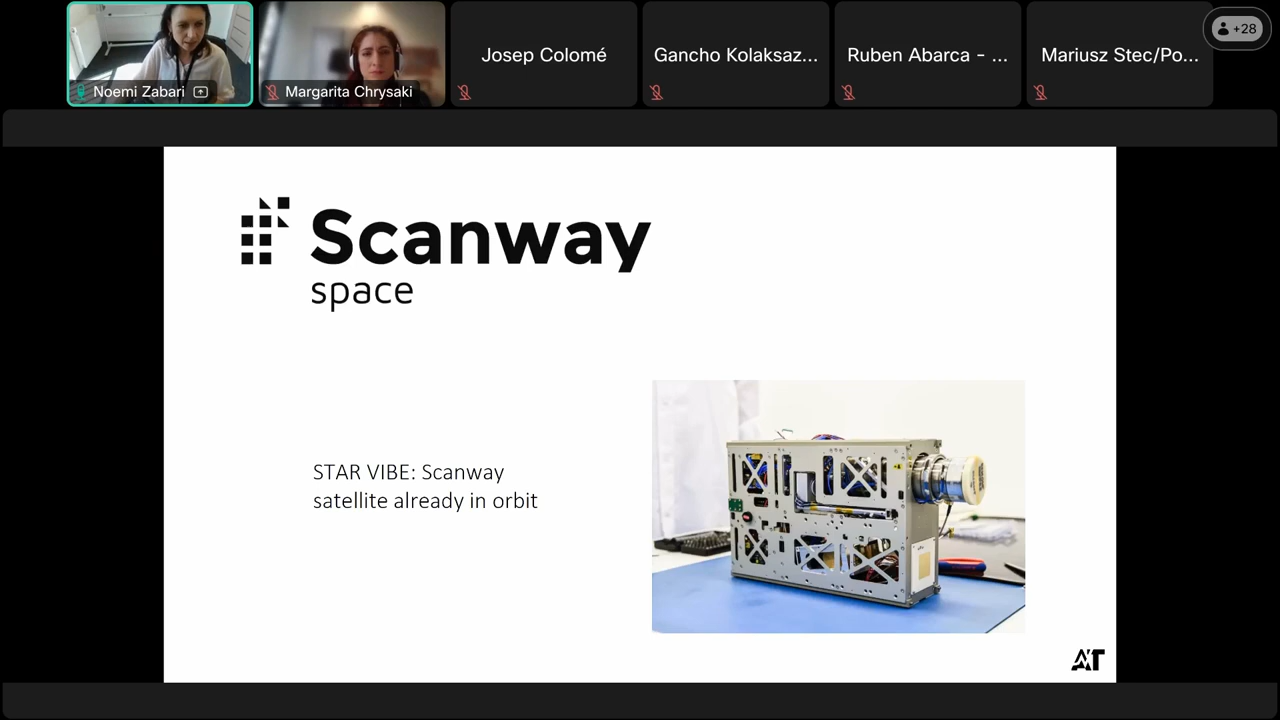 Noemi Zabari
Margarita Chrysaki
Josep Colomé
Gancho Kolaksaz...
Ruben Abarca - ...
Mariusz Stec/Po...
+28
Scanway
space
STAR VIBE: Scanway
satellite already in orbit
AT